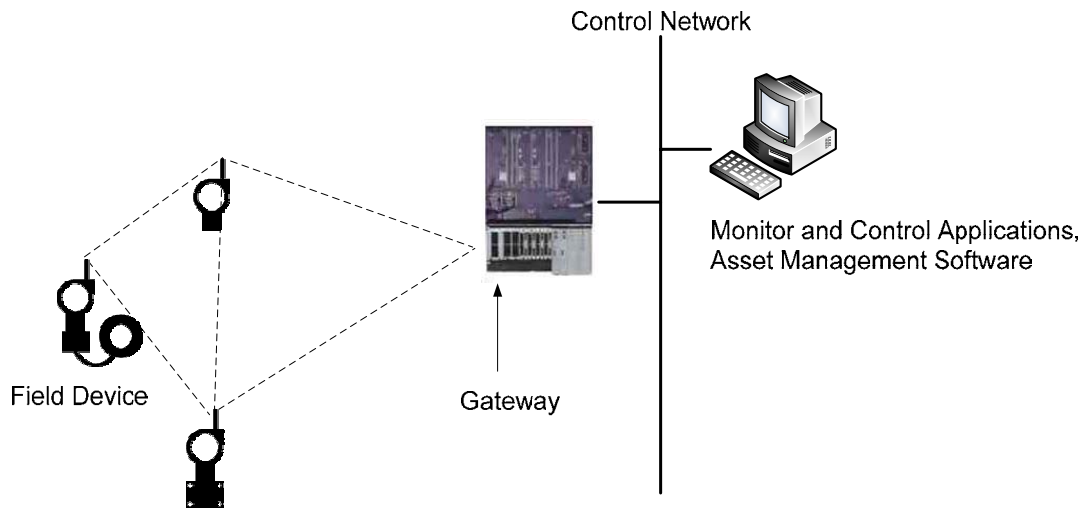 Control Network
Monitor and Control Applications,
Asset Management Software
Field Device
Gateway